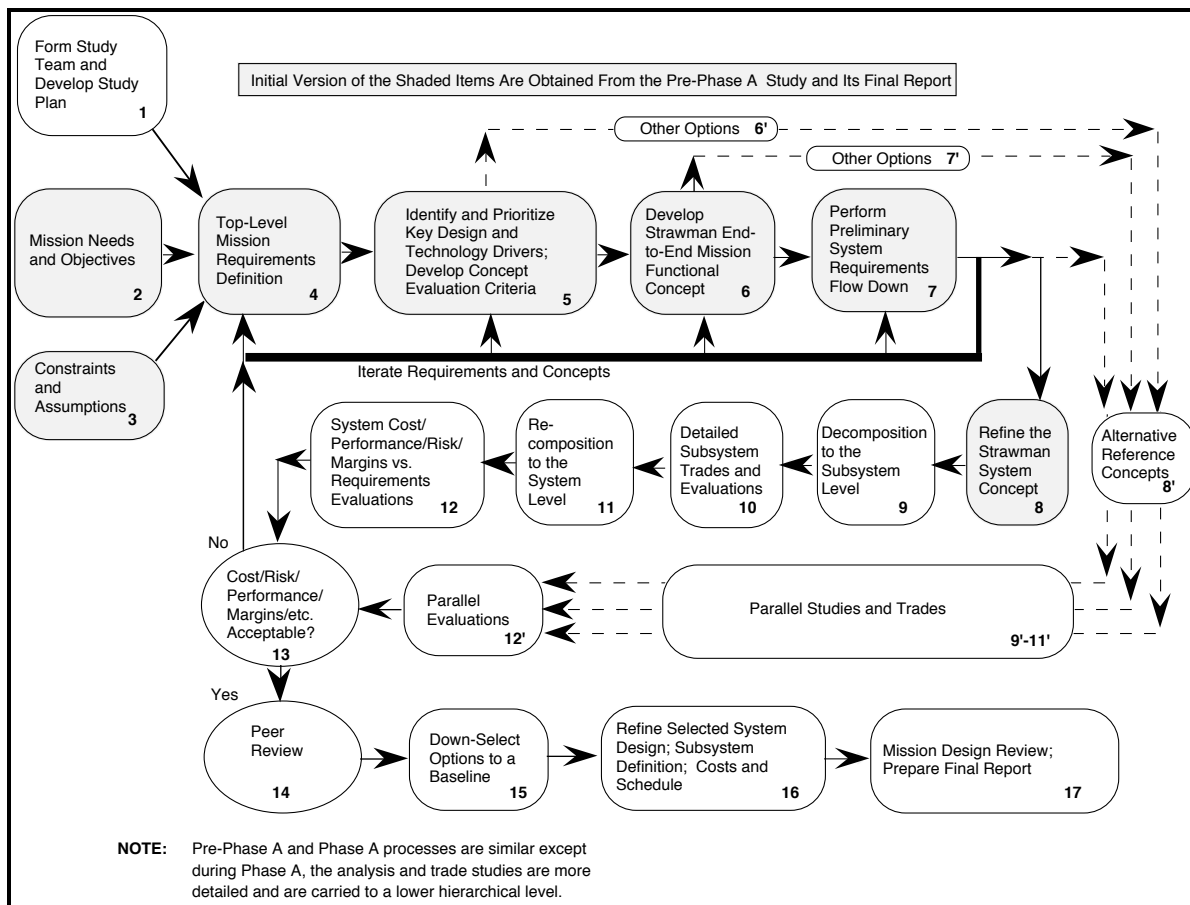 Form Study
Team and
Develop Study
Plan
1
Initial Version of the Shaded Items Are Obtained From the Pre-Phase A Study and Its Final Report
Other Options 6'
Other Options 7'
Mission Needs
and Objectives
2
Top-Level
Mission
Requirements
Definition
4
Identify and Prioritize
Key Design and
Technology Drivers;
Develop Concept
Evaluation Criteria
5
Develop
Strawman End-
to-End Mission
Functional
Concept
6
Perform
Preliminary
System
Requirements
Flow Down
7
Constraints
and
Assumptions
3
Iterate Requirements and Concepts
System Cost/
Performance/Risk/
Margins vs.
Requirements
Evaluations
12
Re-
composition
to the
System
Level
11
Detailed
Subsystem
Trades and
Evaluations
10
Decomposition
to the
Subsystem
Level
9
Refine the
Strawman
System
Concept
8
Alternative
Reference
Concepts
8'
No
Cost/Risk/
Performance/
Margins/etc.
Acceptable?
13
Parallel
Evaluations
12'
Parallel Studies and Trades
9'-11'
Yes
Peer
Review
14
Down-Select
Options to a
Baseline
15
Refine Selected System
Design; Subsystem
Definition; Costs and
Schedule
16
Mission Design Review;
Prepare Final Report
17
NOTE: Pre-Phase A and Phase A processes are similar except
during Phase A, the analysis and trade studies are more
detailed and are carried to a lower hierarchical level.